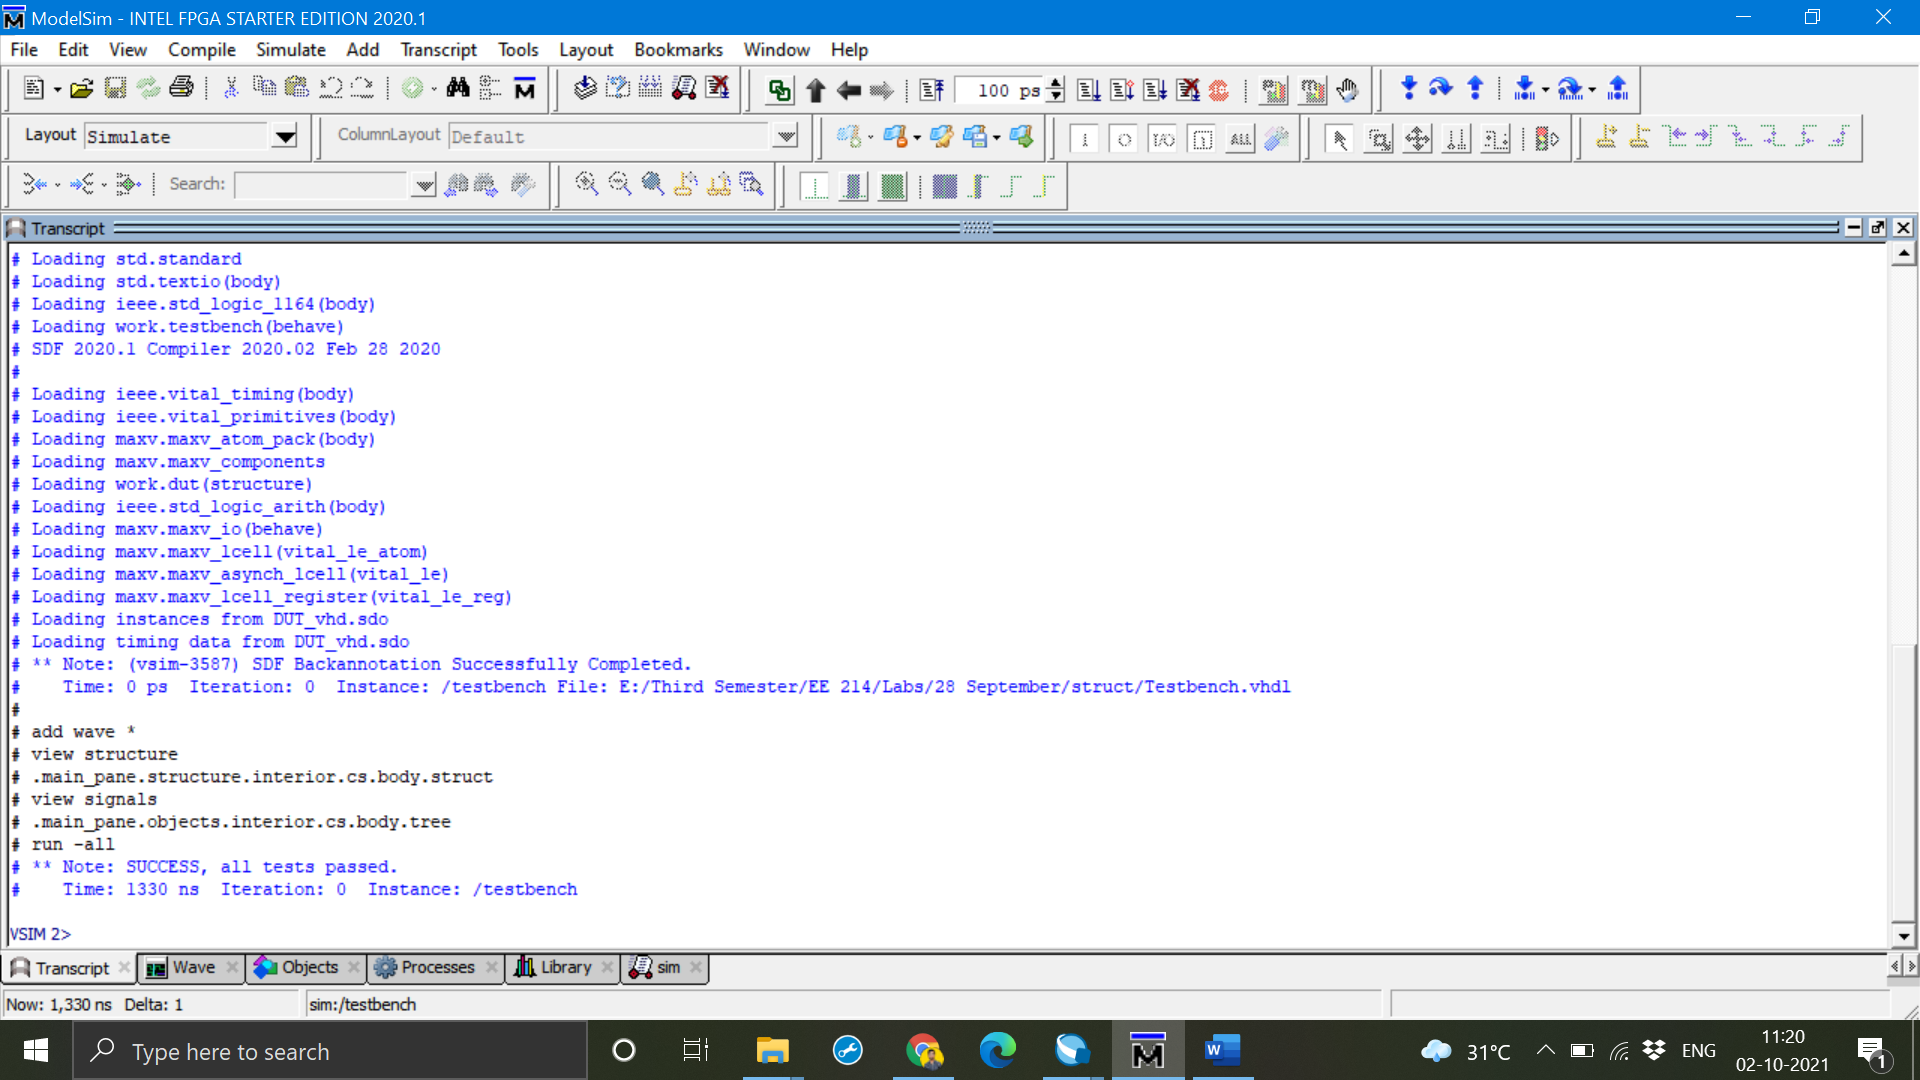 ModelSim - INTEL FPGA STARTER EDITION 2020.1
File Edit View Compile Simulate Add Transcript Tools Layout Bookmarks Window Help
100 ps
Layout Simulate ColumnLayout Default ALL
Search:
Transcript
# Loading std.standard
# Loading std.textio(body)
# Loading ieee.std_logic_1164(body)
# Loading work.testbench(behave)
# SDF 2020.1 Compiler 2020.02 Feb 28 2020
#
# Loading ieee.vital_timing(body)
# Loading ieee.vital_primitives(body)
# Loading maxv.maxv_atom_pack(body)
# Loading maxv.maxv_components
# Loading work.dut(structure)
# Loading ieee.std_logic_arith(body)
# Loading maxv.maxv_io(behave)
# Loading maxv.maxv_lcell(vital_le_atom)
# Loading maxv.maxv_asynch_lcell(vital_le)
# Loading maxv.maxv_lcell_register(vital_le_reg)
# Loading instances from DUT_vhd.sdo
# Loading timing data from DUT_vhd.sdo
# ** Note: (vsim-3587) SDF Backannotation Successfully Completed.
#    Time: 0 ps  Iteration: 0  Instance: /testbench File: E:/Third Semester/EE 214/Labs/28 September/struct/Testbench.vhdl
#
# add wave *
# view structure
# .main_pane.structure.interior.cs.body.struct
# view signals
# .main_pane.objects.interior.cs.body.tree
# run -all
# ** Note: SUCCESS, all tests passed.
#    Time: 1330 ns  Iteration: 0  Instance: /testbench
VSIM 2>
Transcript Wave Objects Processes Library sim
Now: 1,330 ns Delta: 1 sim:/testbench
Type here to search 31°C ENG 11:20
02-10-2021 1